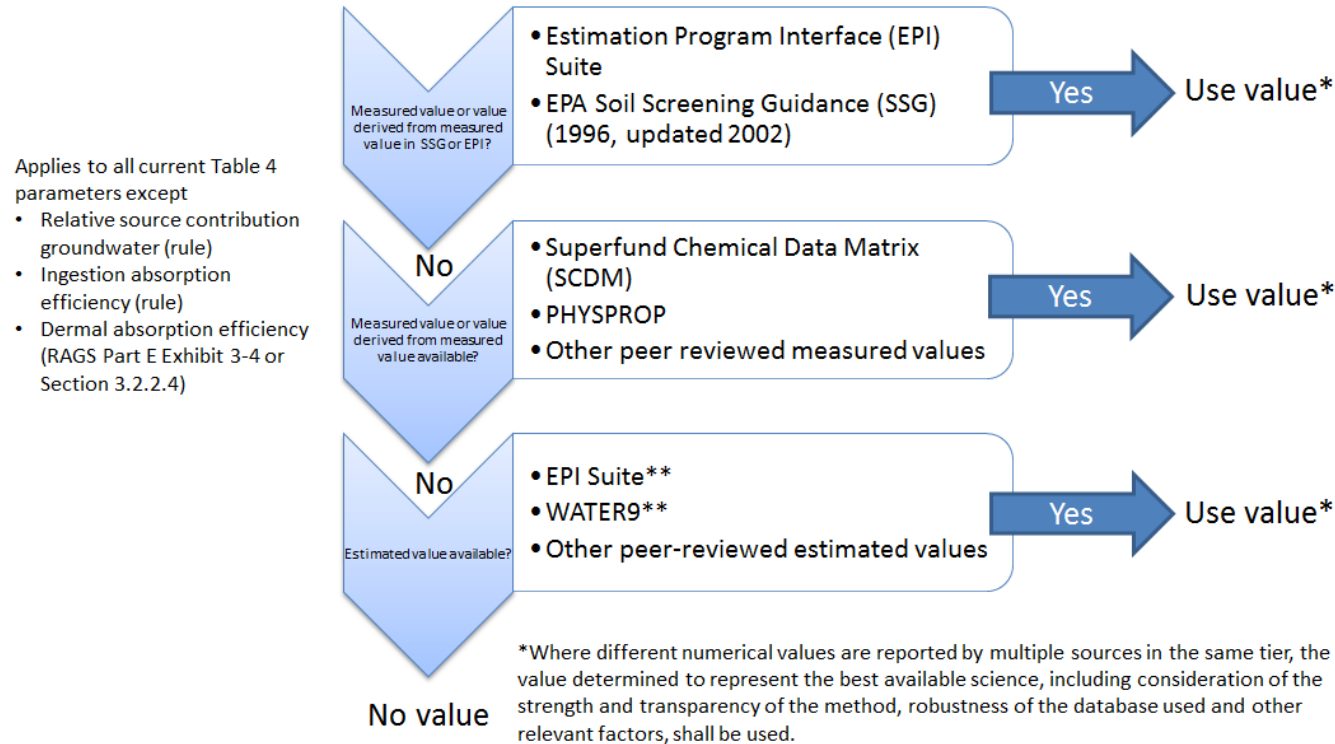 Applies to all current Table 4
parameters except
• Relative source contribution
groundwater (rule)
• Ingestion absorption
efficiency (rule)
• Dermal absorption efficiency
(RAGS Part E Exhibit 3-4 or
Section 3.2.2.4)
Measured value or value
derived from measured
value in SSG or EPI?
• Estimation Program Interface (EPI)
Suite
• EPA Soil Screening Guidance (SSG)
(1996, updated 2002)
Yes
Use value*
No
Measured value or value
derived from measured
value available?
• Superfund Chemical Data Matrix
(SCDM)
• PHYSPROP
• Other peer reviewed measured values
Yes
Use value*
No
Estimated value available?
• EPI Suite**
• WATER9**
• Other peer-reviewed estimated values
Yes
Use value*
No value
*Where different numerical values are reported by multiple sources in the same tier, the
value determined to represent the best available science, including consideration of the
strength and transparency of the method, robustness of the database used and other
relevant factors, shall be used.